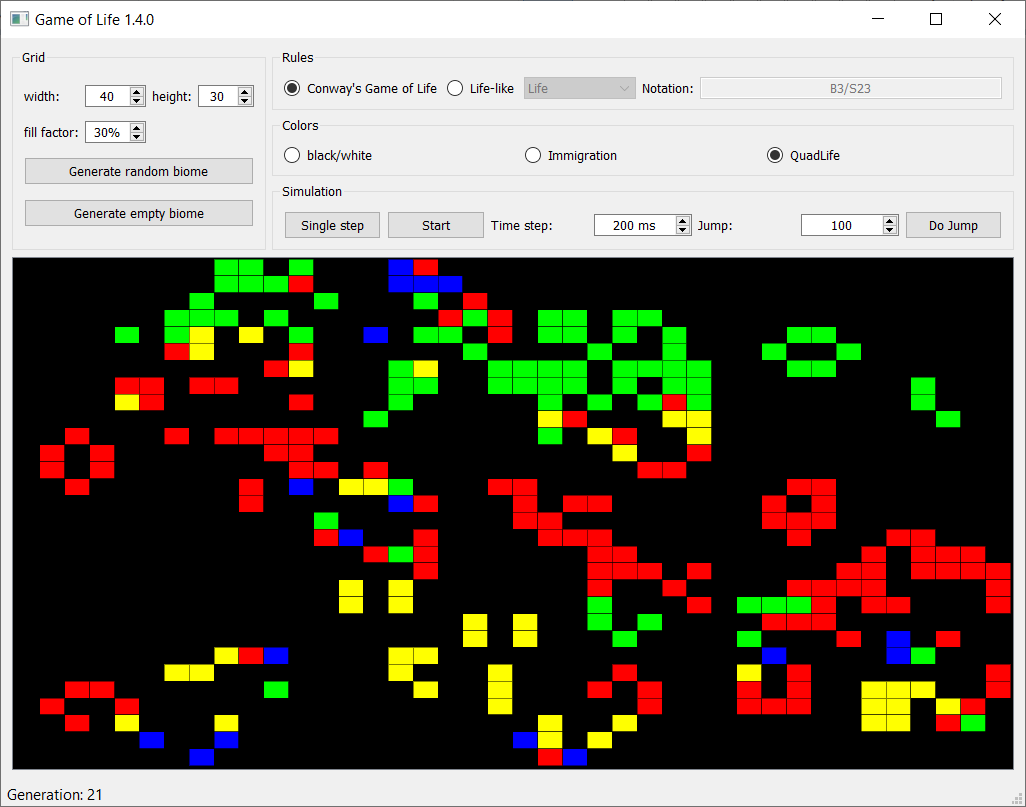 Game of Life 1.4.0
Grid
width: 40 height: 30
fill factor: 30%
Generate random biome
Generate empty biome
Rules
Conway's Game of Life Life-like Life Notation: B3/S23
Colors
black/white Immigration QuadLife
Simulation
Single step Start Time step: 200 ms Jump: 100 Do Jump
Generation: 21